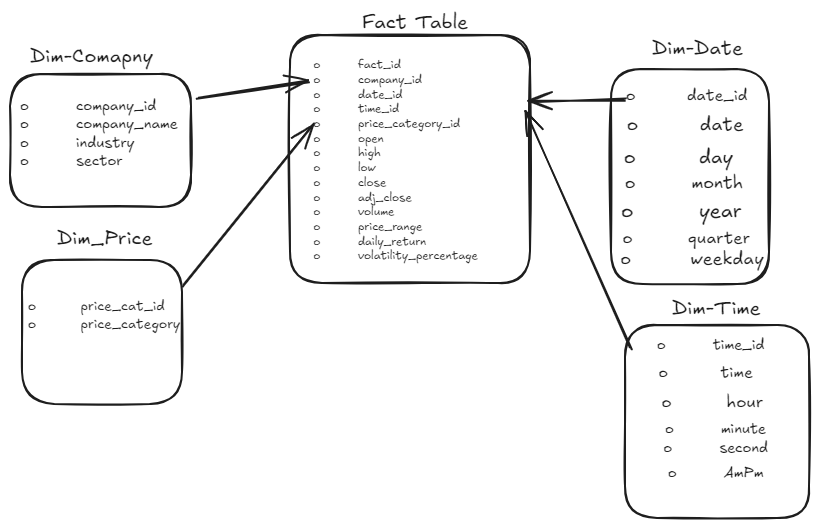 Fact Table
fact_id
company_id
date_id
time_id
price_category_id
open
high
low
close
adj_close
volume
price_range
daily_return
volatility_percentage
Dim-Comapny
company_id
company_name
industry
sector
Dim_Price
price_cat_id
price_category
Dim-Date
date_id
date
day
month
year
quarter
weekday
Dim-Time
time_id
time
hour
minute
second
AmPm